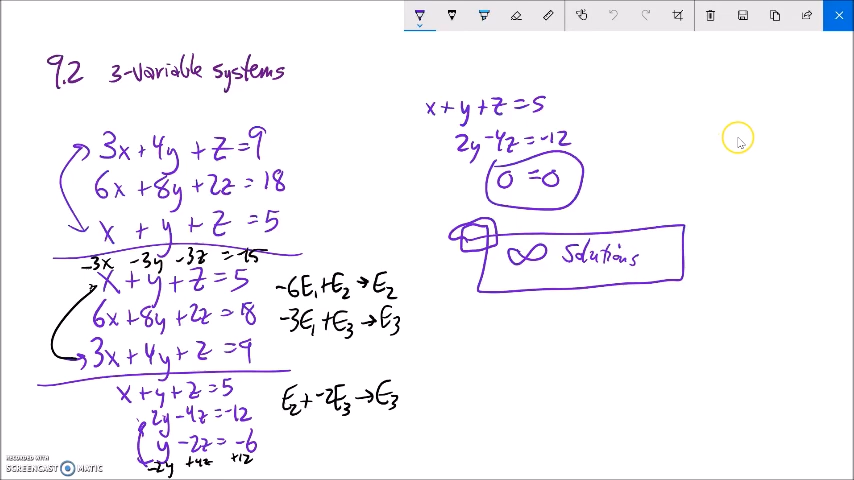 9.2 3-variable systems
3x+4y+z=9
6x+8y+2z=18
x+y+z=5
-3x -3y -3z = -15
x+y+z=5
6x+8y+2z=18
3x+4y+z=9
-6E₁+E₂→E₂
-3E₁+E₃→E₃
x+y+z=5
2y-4z=-12
y-2z=-6
-2y +4z +12
E₂+-2E₃→E₃
x+y+z=5
2y-4z=-12
0=0
∞ Solutions
RECORDED WITH
SCREENCAST MATIC